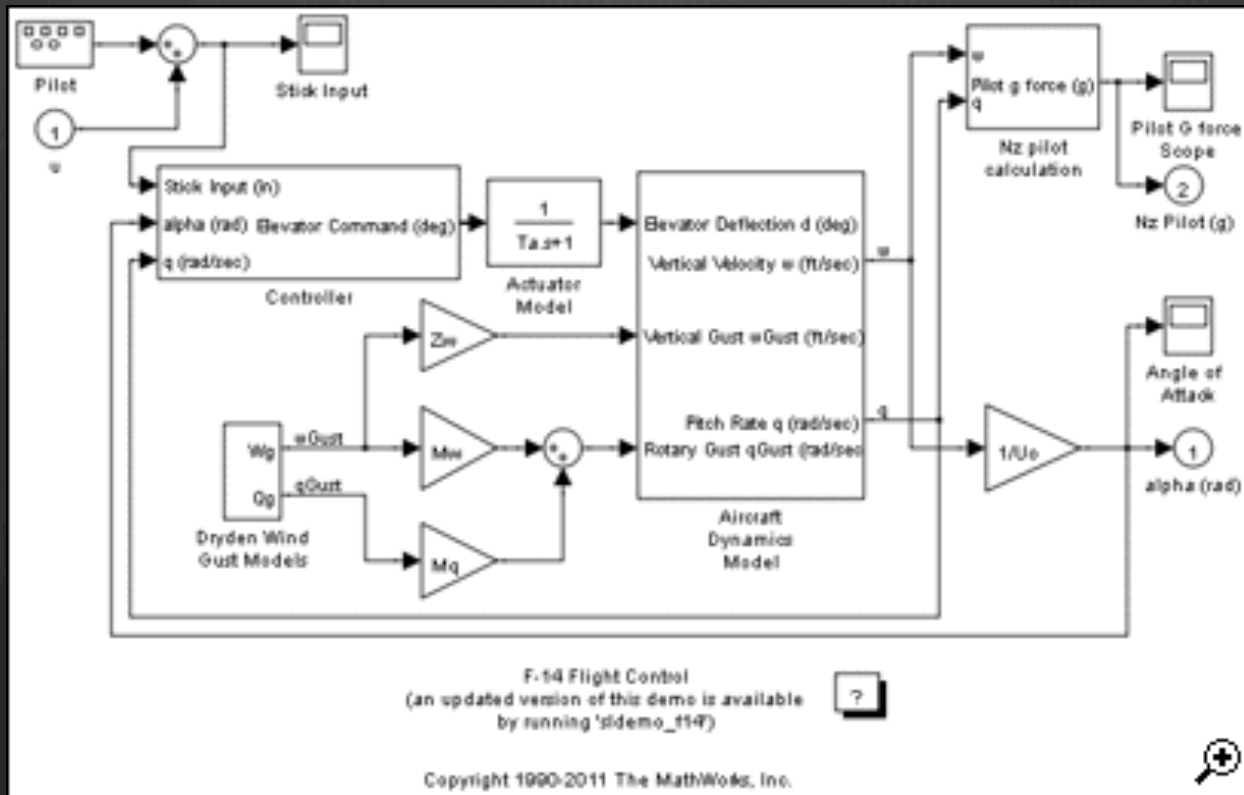 Pilot
Stick Input
1
u
Stick Input (in)
alpha (rad)
Elevator Command (deg)
q (rad/sec)
Controller
1
Ta.s+1
Actuator
Model
Elevator Deflection d (deg)
Vertical Velocity w (ft/sec)
Vertical Gust wGust (ft/sec)
Pitch Rate q (rad/sec)
Rotary Gust qGust (rad/sec
Aircraft
Dynamics
Model
w
q
w
Pilot g force (g)
q
Nz pilot
calculation
Pilot G force
Scope
2
Nz Pilot (g)
Angle of
Attack
1/Uo
1
alpha (rad)
Zw
Mw
Mq
Wg
Qg
wGust
qGust
Dryden Wind
Gust Models
F-14 Flight Control
(an updated version of this demo is available
by running 'sldemo_f14')
?
Copyright 1990-2011 The MathWorks, Inc.